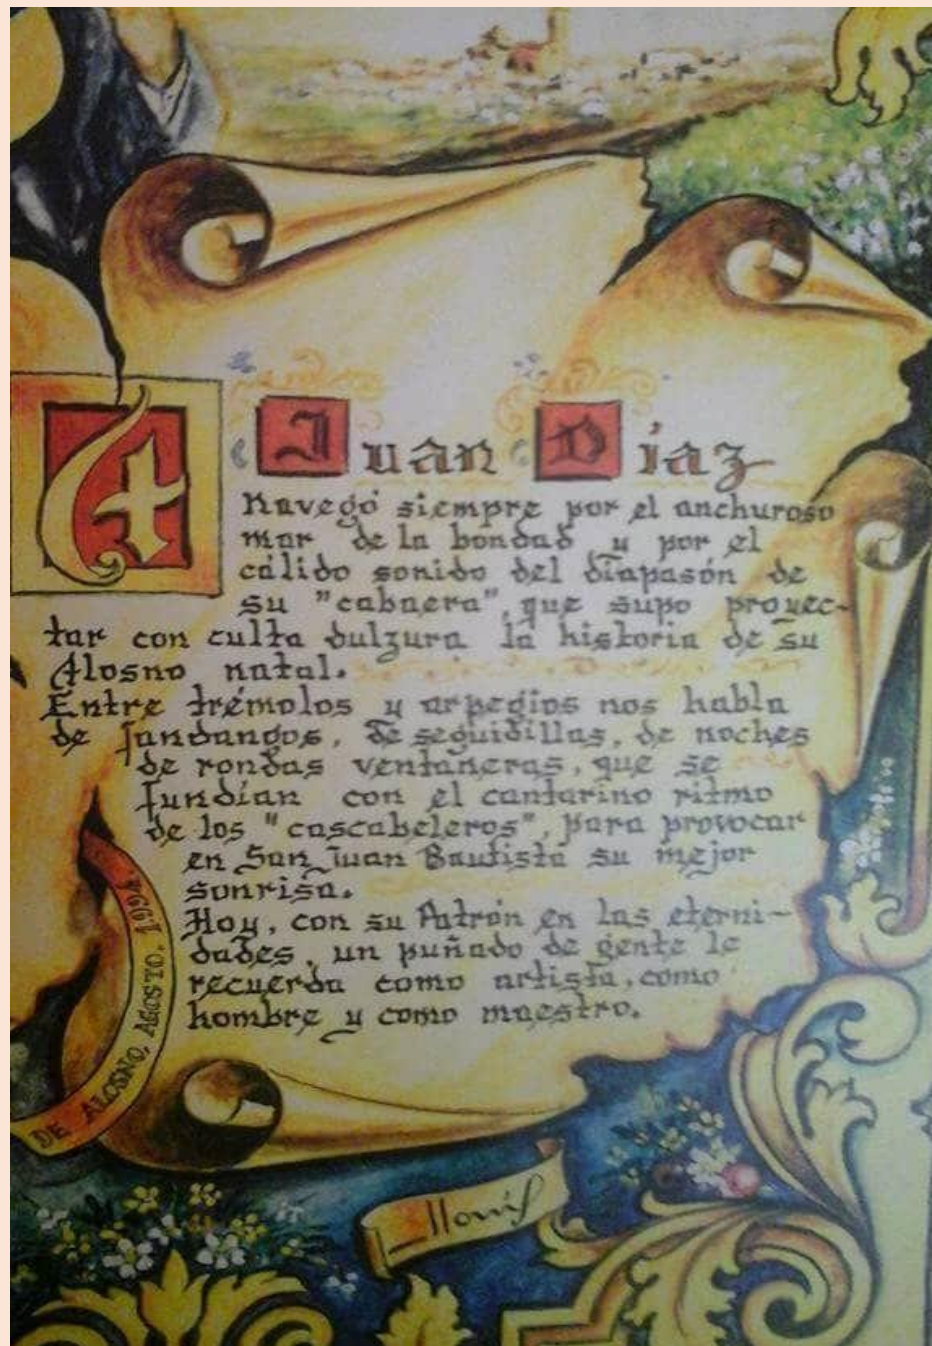 A Juan Díaz
Navegó siempre por el anchuroso
mar de la bondad y por el
cálido sonido del diapasón de
su "cabaera", que supo proyec-
tar con culta dulzura la historia de su
Alosno natal.
Entre trémolos y arpegios nos habla
de fandangos, de seguidillas, de noches
de rondas ventaneras, que se
fundían con el cantarino ritmo
de los "cascabeleros", para provocar
en San Juan Bautista su mejor
sonrisa.
Hoy, con su Patrón en las eterni-
dades, un puñado de gente le
recuerda como artista, como
hombre y como maestro.
DE ALOSNO, AGOSTO, 1994.